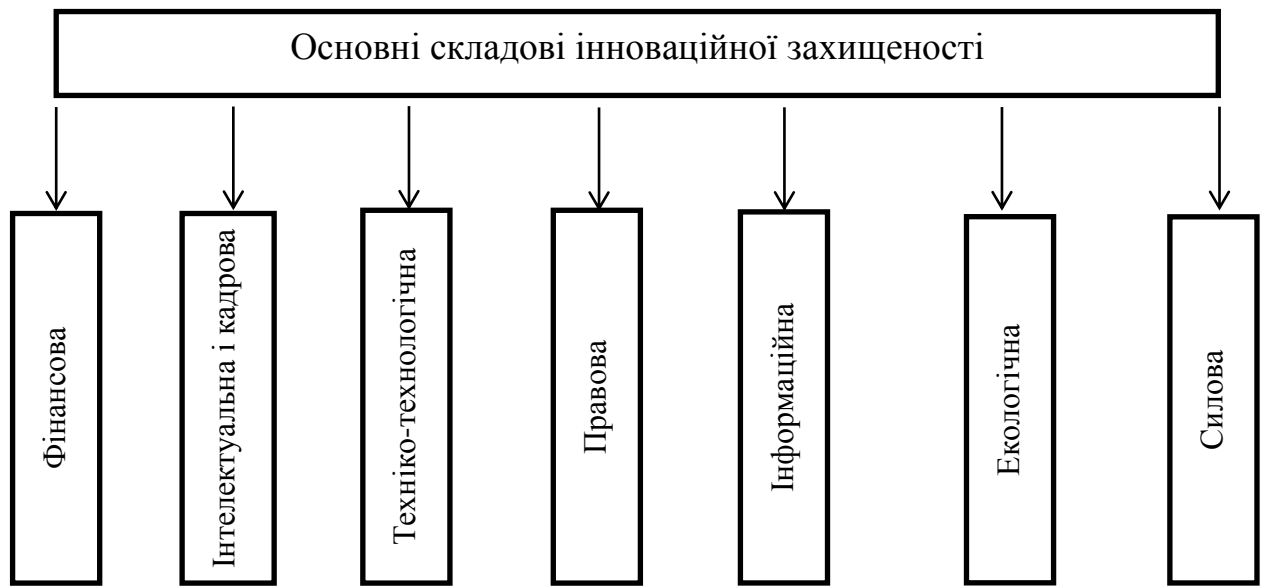 Основні складові інноваційної захищеності
Фінансова
Інтелектуальна і кадрова
Техніко-технологічна
Правова
Інформаційна
Екологічна
Силова